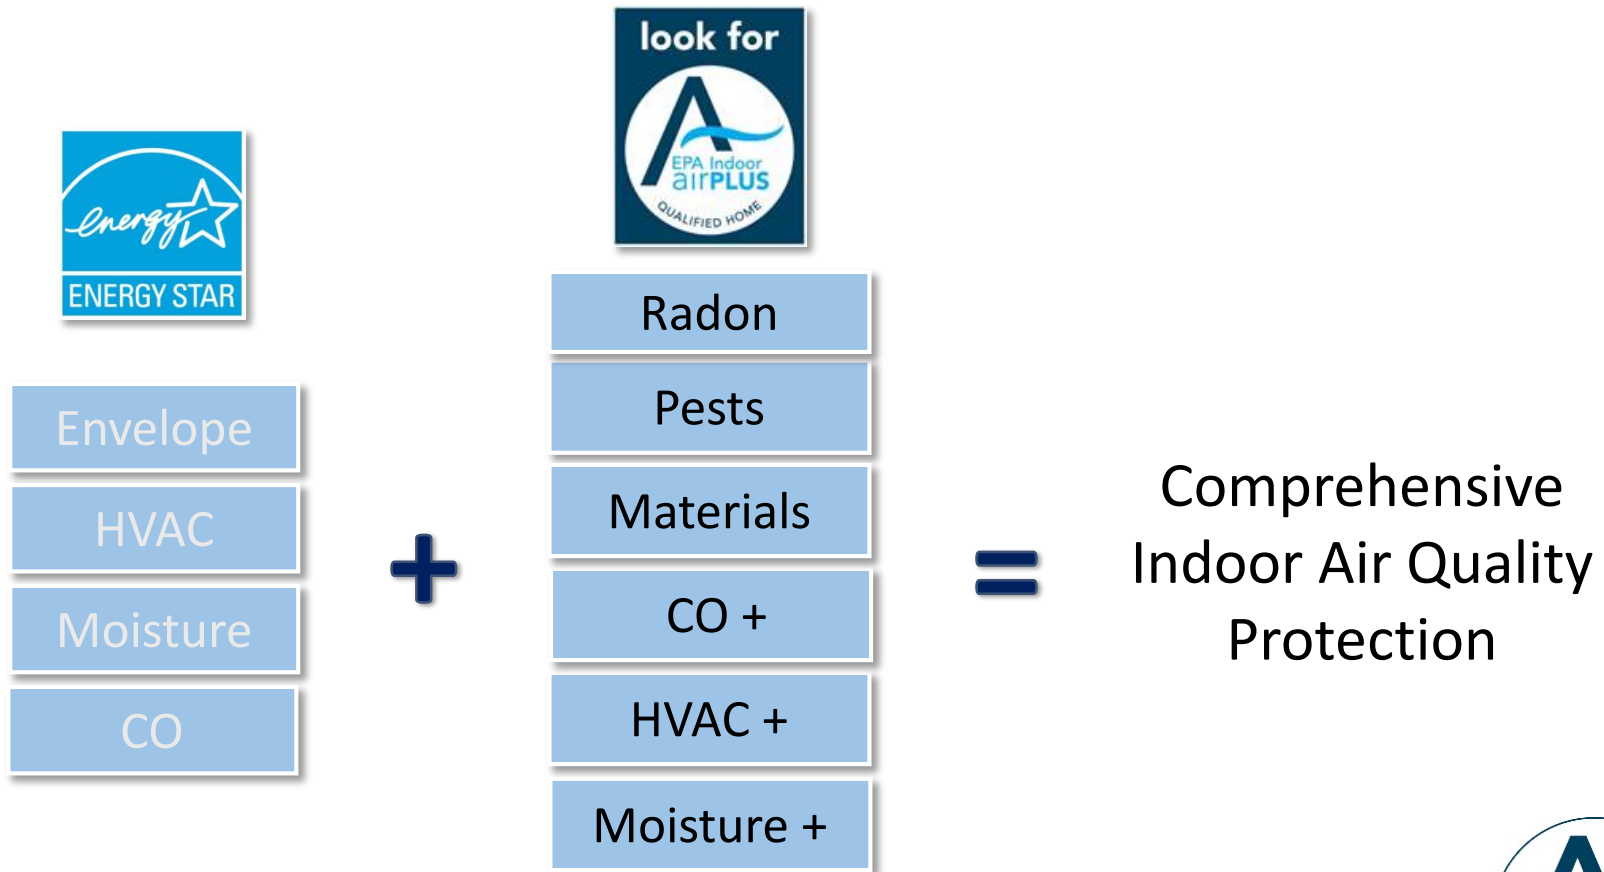 look for
EPA Indoor
airPLUS
QUALIFIED HOME
energy
ENERGY STAR
Envelope
HVAC
Moisture
CO
+
Radon
Pests
Materials
CO +
HVAC +
Moisture +
=
Comprehensive
Indoor Air Quality
Protection